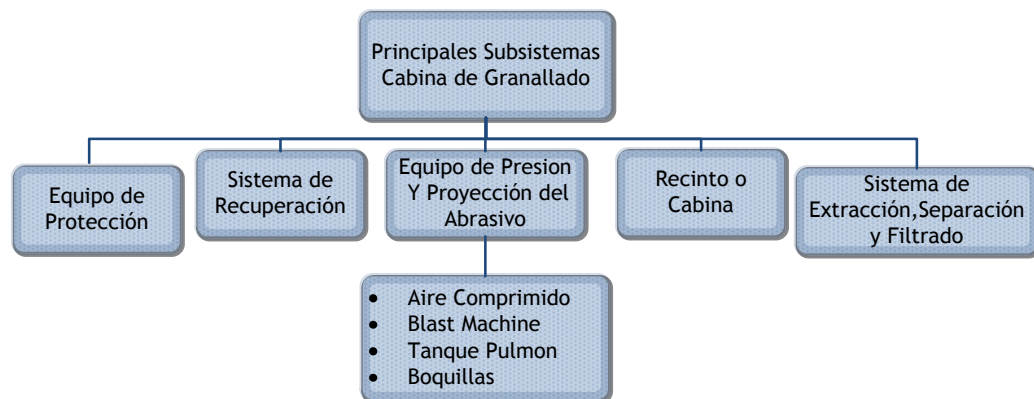 Principales Subsistemas
Cabina de Granallado
Equipo de
Protección
Sistema de
Recuperación
Equipo de Presion
Y Proyección del
Abrasivo
Recinto o
Cabina
Sistema de
Extracción,Separación
y Filtrado
• Aire Comprimido
• Blast Machine
• Tanque Pulmon
• Boquillas